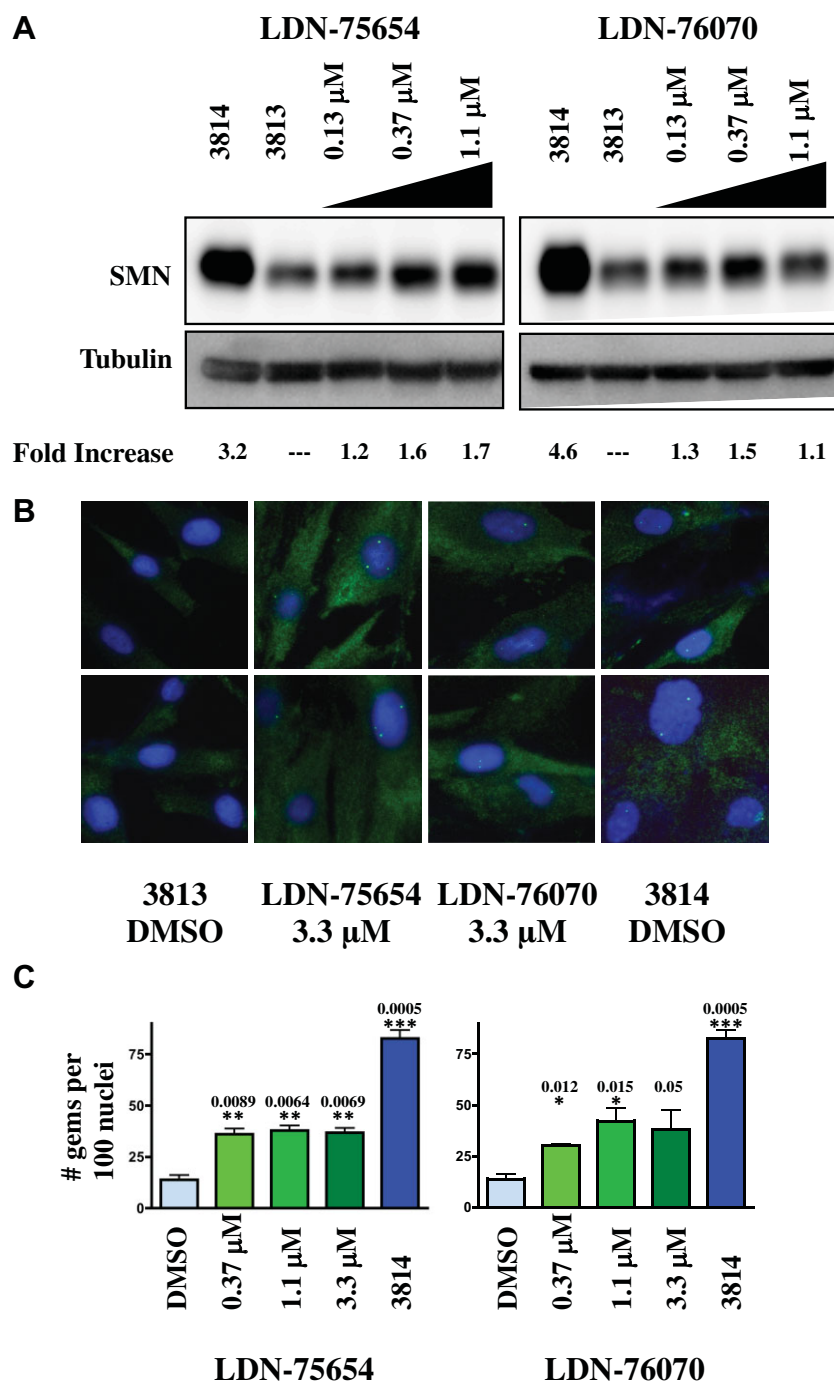 A
LDN-75654 LDN-76070
3814 3813 0.13 µM 0.37 µM 1.1 µM 3814 3813 0.13 µM 0.37 µM 1.1 µM
SMN
Tubulin
Fold Increase 3.2 --- 1.2 1.6 1.7 4.6 --- 1.3 1.5 1.1
B
3813 LDN-75654 LDN-76070 3814
DMSO 3.3 µM 3.3 µM DMSO
C
# gems per
100 nuclei
75
50
25
0
0.0089
**
0.0064
**
0.0069
**
0.0005
***
DMSO 0.37 µM 1.1 µM 3.3 µM 3814
LDN-75654
75
50
25
0
0.012
*
0.015
*
0.05
0.0005
***
DMSO 0.37 µM 1.1 µM 3.3 µM 3814
LDN-76070